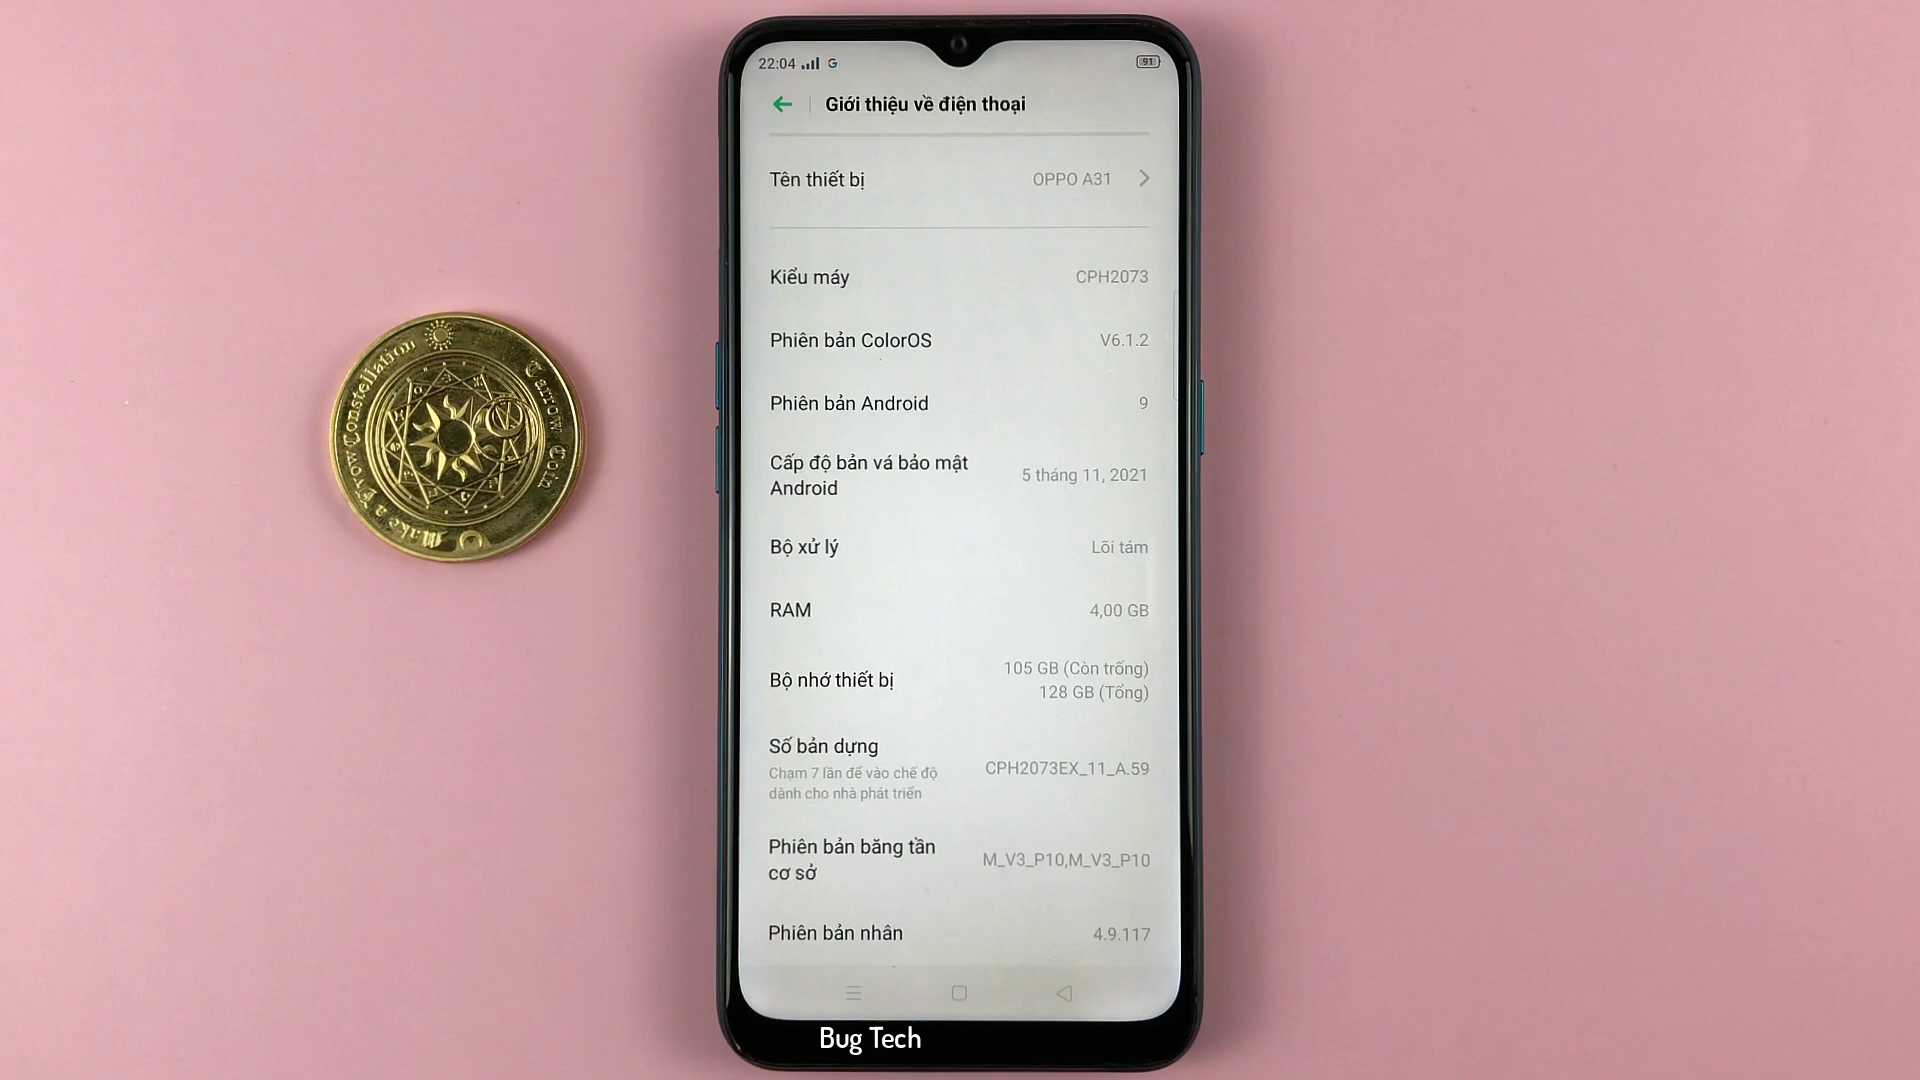 22:04
G
91
Giới thiệu về điện thoại
Tên thiết bị
OPPO A31
Kiểu máy
CPH2073
Phiên bản ColorOS
V6.1.2
Phiên bản Android
9
Cấp độ bản vá bảo mật
Android
5 tháng 11, 2021
Bộ xử lý
Lõi tám
RAM
4,00 GB
Bộ nhớ thiết bị
105 GB (Còn trống)
128 GB (Tổng)
Số bản dựng
Chạm 7 lần để vào chế độ
dành cho nhà phát triển
CPH2073EX_11_A.59
Phiên bản băng tần
cơ sở
M_V3_P10,M_V3_P10
Phiên bản nhân
4.9.117
Make a Vrow Constellation
Tarrow Coin
Bug Tech